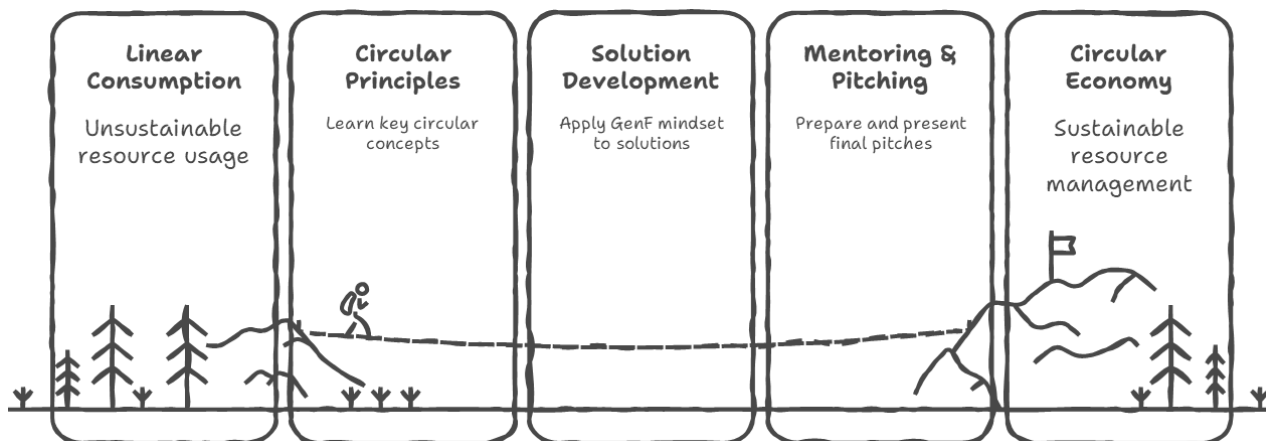 Linear
Consumption
Unsustainable
resource usage
Circular
Principles
Learn key circular
concepts
Solution
Development
Apply GenF mindset
to solutions
Mentoring &
Pitching
Prepare and present
final pitches
Circular
Economy
Sustainable
resource
management